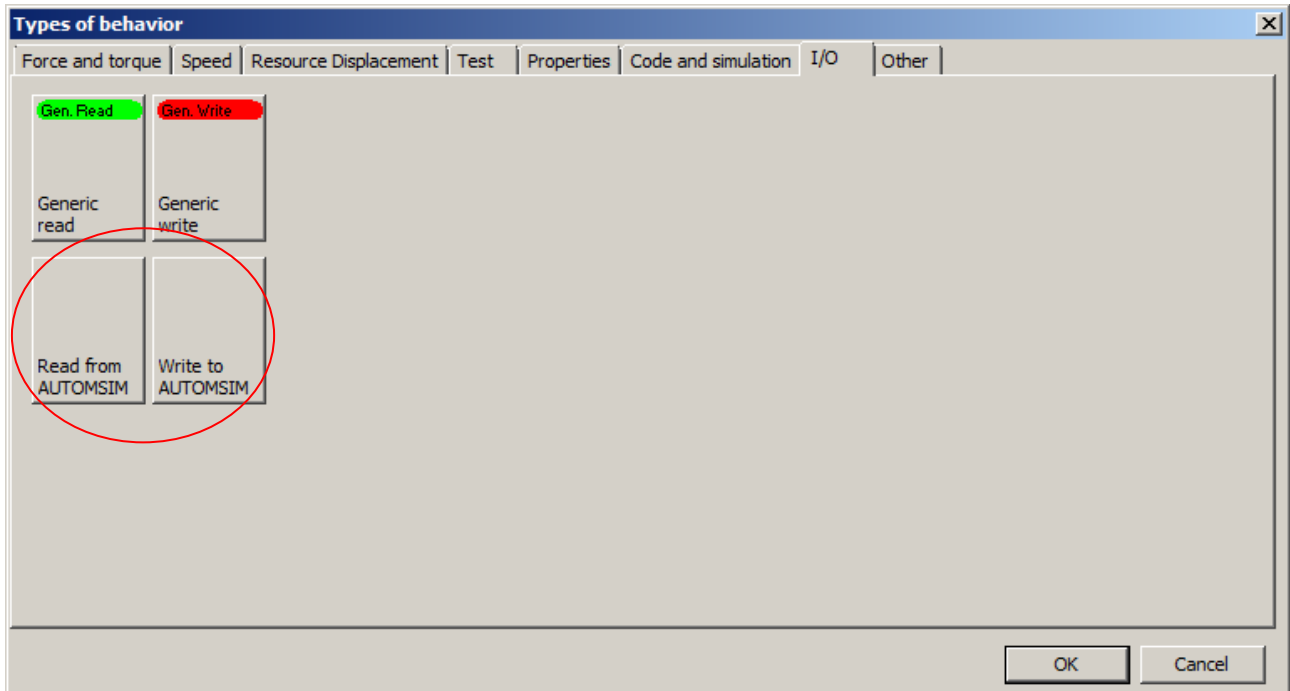 Types of behavior
Force and torque Speed Resource Displacement Test Properties Code and simulation I/O Other
Gen. Read Gen. Write
Generic read
Generic write
Read from AUTOMSIM
Write to AUTOMSIM
OK Cancel